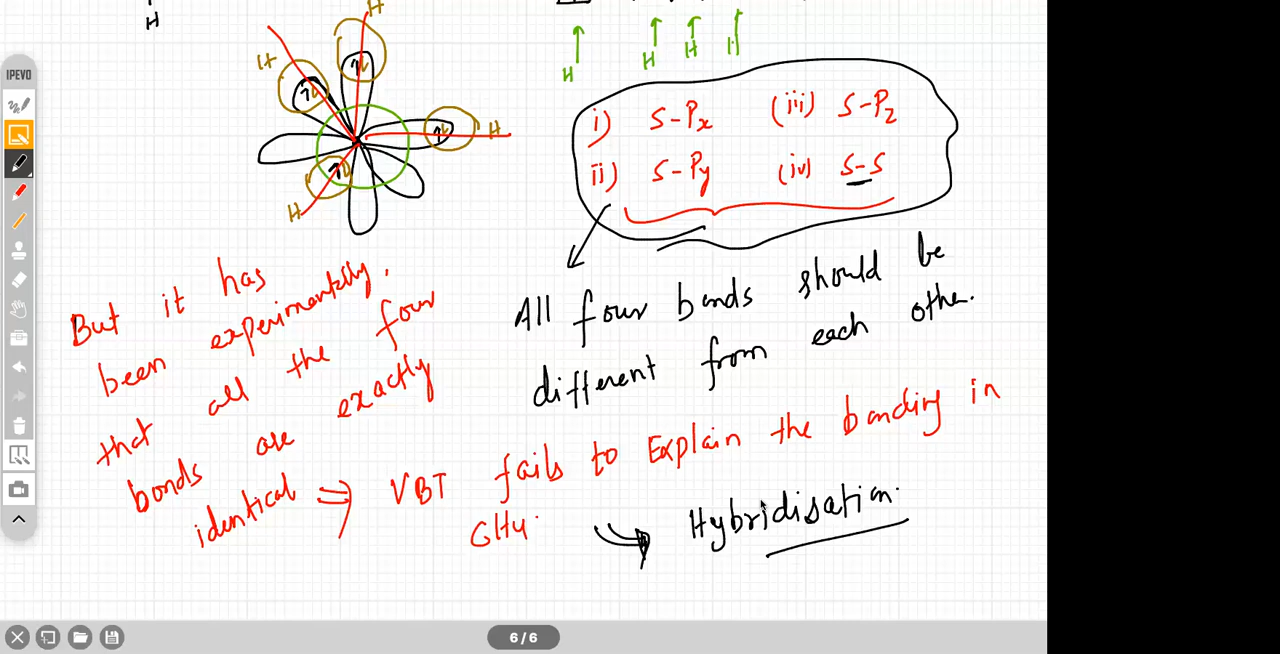 H
H
H
H
H
H
H
H
H
IPEVO
i) S-Px (iii) S-Pz
ii) S-Py (iv) S-S
But it has
been experimentally.
that all the four
bonds are exactly
identical ⇒ VBT fails to Explain the bonding in
CH4.
All four bonds should be
different from each other.
Hybridisation.
6/6